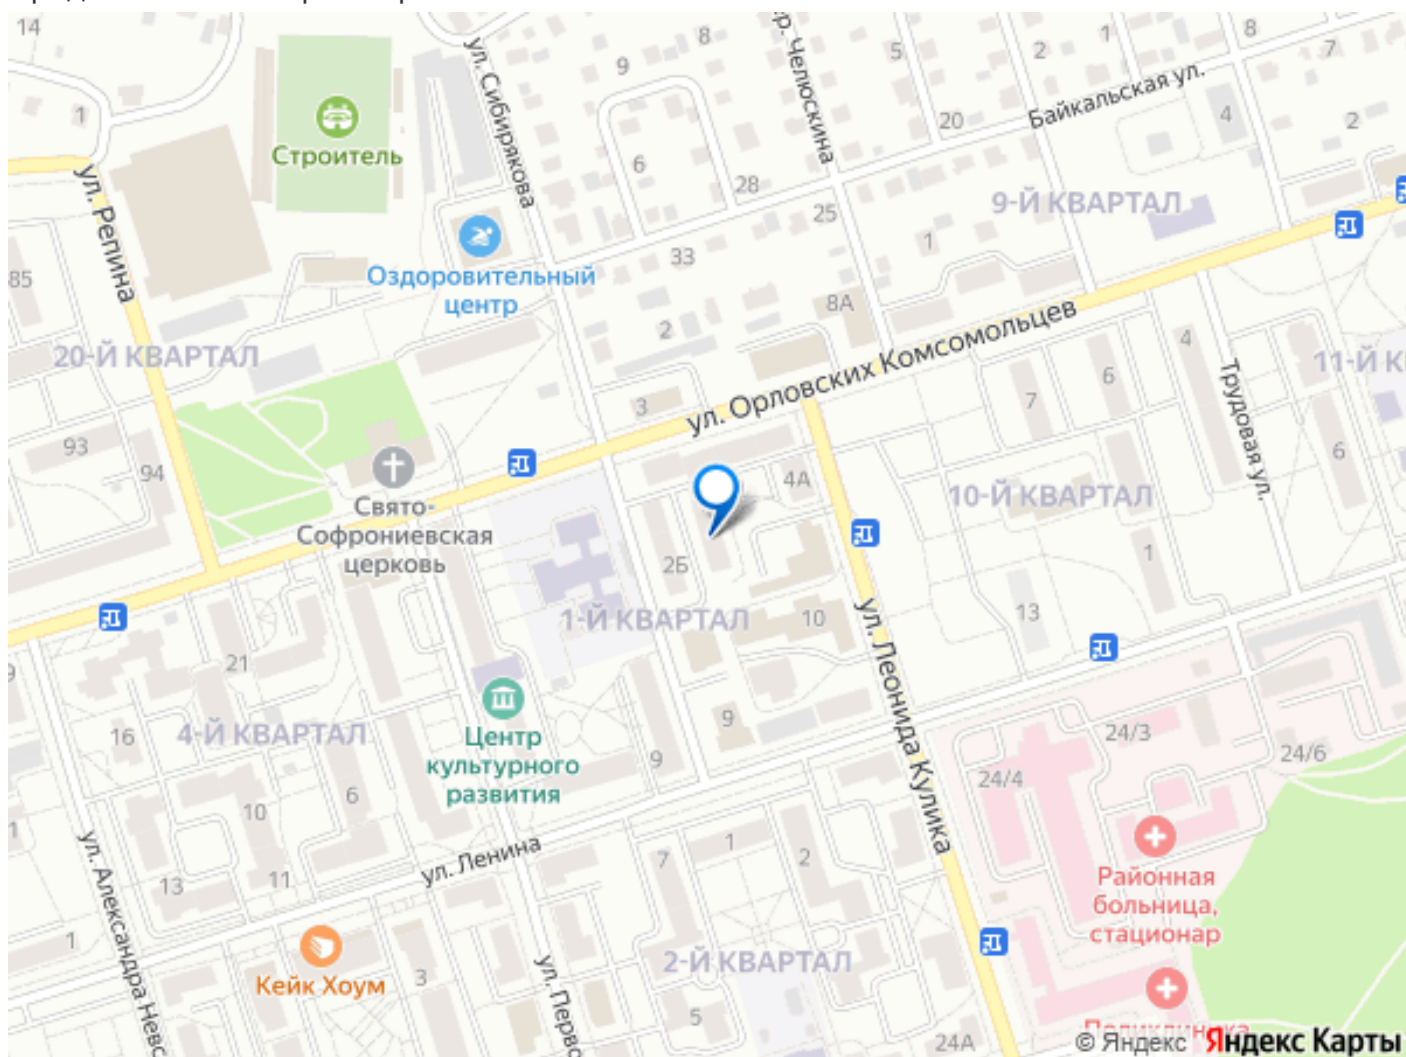 14
ул. Сибирякова
8
9
ер. Челюскина
5
2
1
8
7
Байкальская ул.
1
Строитель
20
4
2
ул. Репина
6
28
25
9-Й КВАРТАЛ
1
85
Оздоровительный
центр
33
8А
2
20-Й КВАРТАЛ
ул. Орловских Комсомольцев
4
11-Й К
6
7
Трудовая ул.
3
93
94
4А
6
10-Й КВАРТАЛ
Свято-
Софрониевская
церковь
2Б
1
1-Й КВАРТАЛ
10
13
ул. Леонида Кулика
9
21
16
4-Й КВАРТАЛ
Центр
культурного
развития
9
9
24/3
24/6
24/4
6
10
1
ул. Ленина
7
1
2
13
11
ул. Александра Невс
Районная
больница,
стационар
1
Кейк Хоум
3
ул. Перво
2-Й КВАРТАЛ
5
24А
Поликлиника
© Яндекс Яндекс Карты